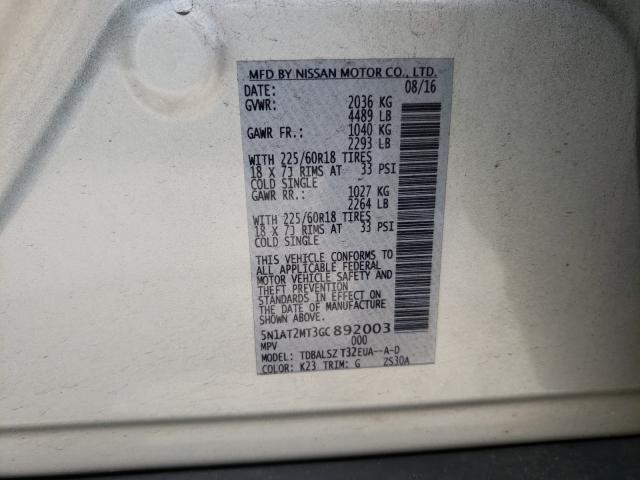 MFD BY NISSAN MOTOR CO., LTD.
DATE: 08/16
GVWR: 2036 KG
4489 LB
GAWR FR.: 1040 KG
2293 LB
WITH 225/60R18 TIRES
18 X 7J RIMS AT 33 PSI
COLD SINGLE
GAWR RR.: 1027 KG
2264 LB
WITH 225/60R18 TIRES
18 X 7J RIMS AT 33 PSI
COLD SINGLE
THIS VEHICLE CONFORMS TO
ALL APPLICABLE FEDERAL
MOTOR VEHICLE SAFETY AND
THEFT PREVENTION
STANDARDS IN EFFECT ON
THE DATE OF MANUFACTURE
SHOWN ABOVE.
5N1AT2MT3GC892003
MPV 000
MODEL: TDBALSZ T32EUA--A-D
COLOR: K23 TRIM: G ZS30A